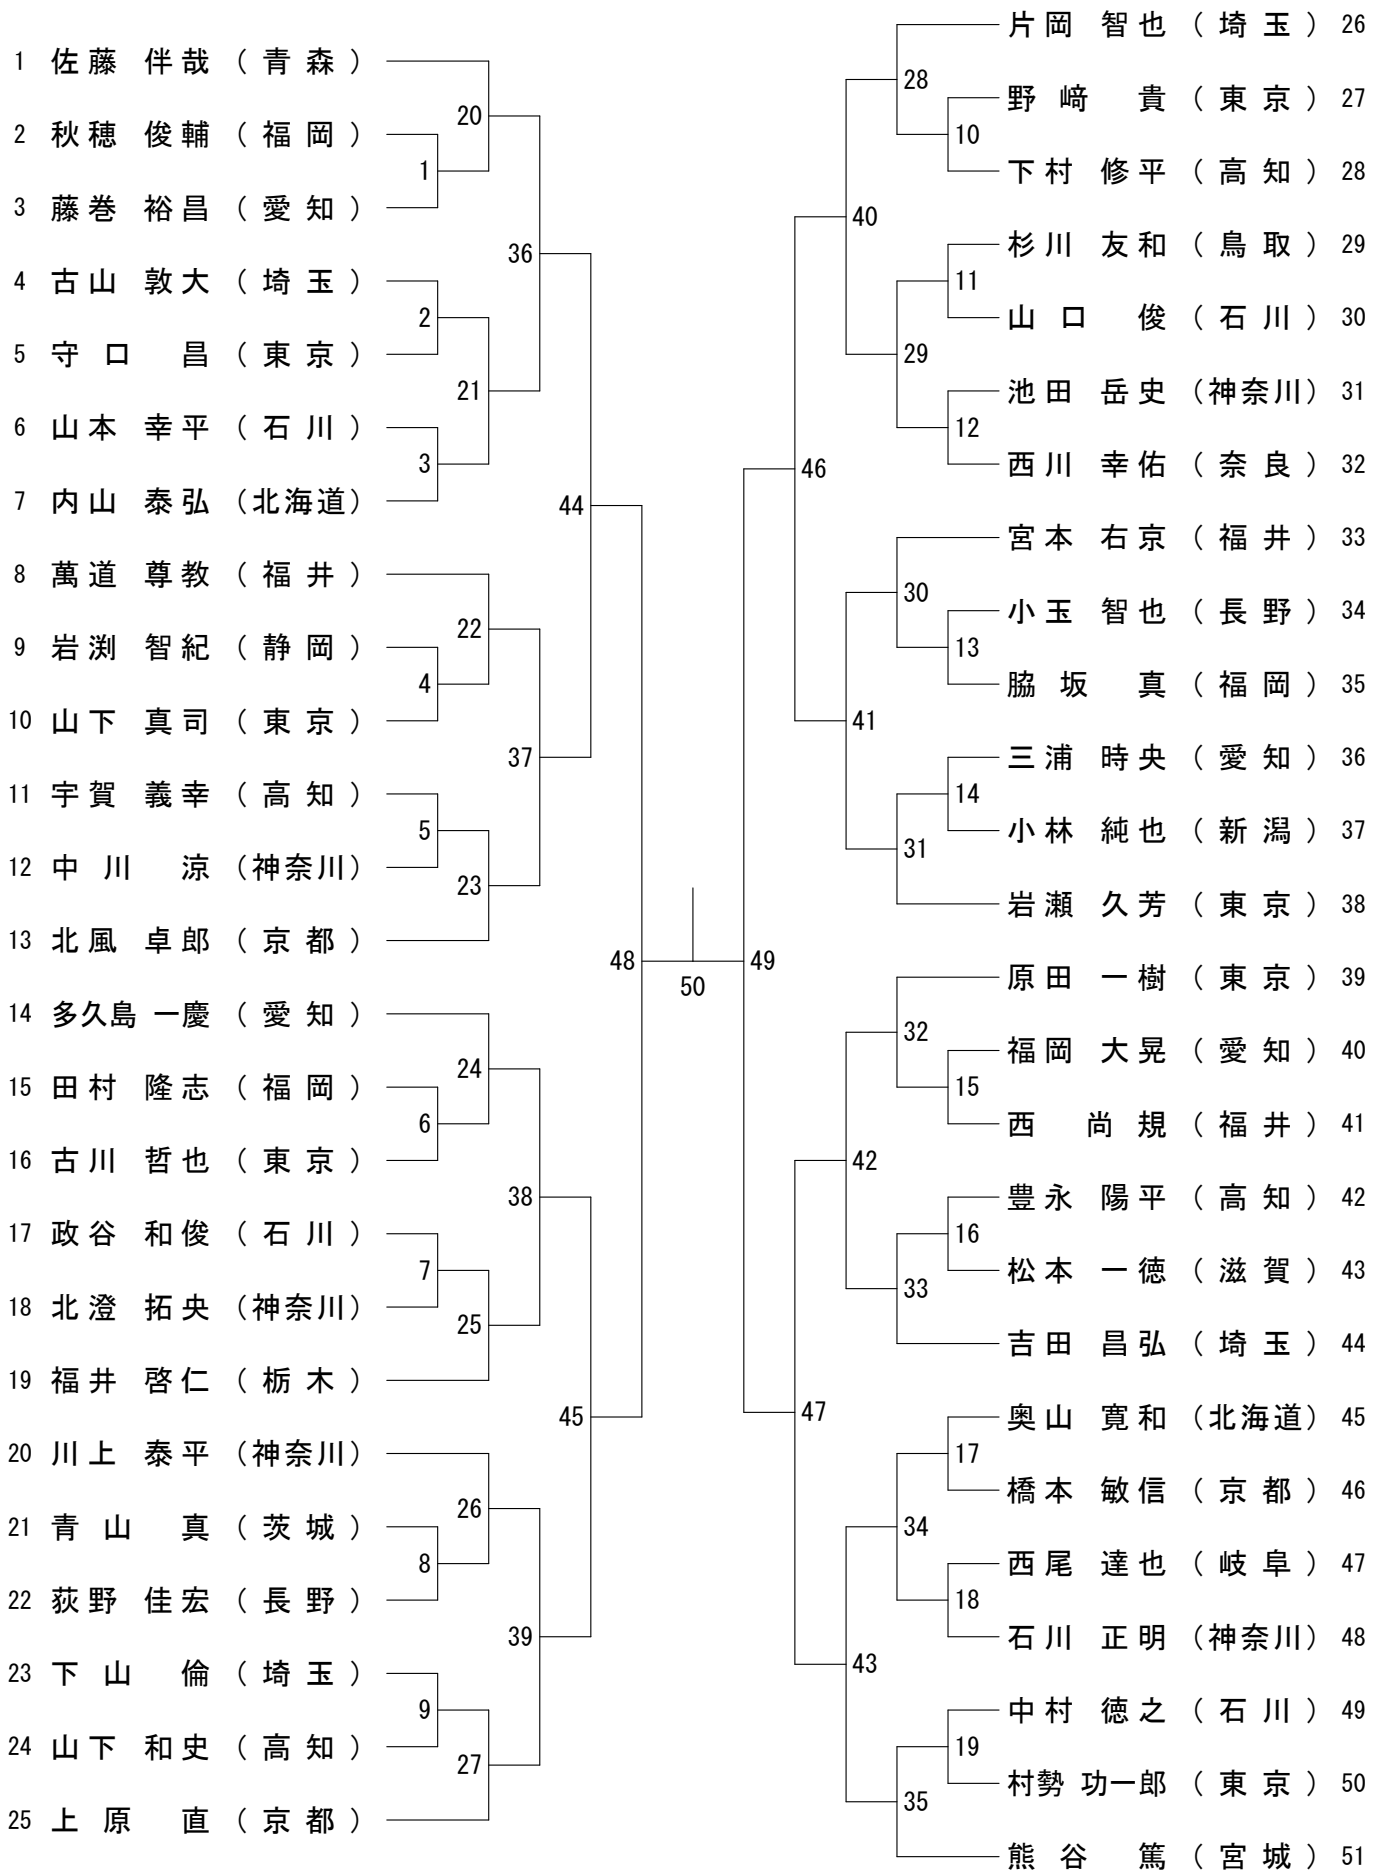 1 佐藤 伴哉 (青森)
2 秋穂 俊輔 (福岡)
3 藤巻 裕昌 (愛知)
4 古山 敦大 (埼玉)
5 守口 昌 (東京)
6 山本 幸平 (石川)
7 内山 泰弘 (北海道)
8 萬道 尊教 (福井)
9 岩渕 智紀 (静岡)
10 山下 真司 (東京)
11 宇賀 義幸 (高知)
12 中川 涼 (神奈川)
13 北風 卓郎 (京都)
14 多久島 一慶 (愛知)
15 田村 隆志 (福岡)
16 古川 哲也 (東京)
17 政谷 和俊 (石川)
18 北澄 拓央 (神奈川)
19 福井 啓仁 (栃木)
20 川上 泰平 (神奈川)
21 青山 真 (茨城)
22 荻野 佳宏 (長野)
23 下山 倫 (埼玉)
24 山下 和史 (高知)
25 上原 直 (京都)
1
2
3
4
5
6
7
8
9
20
21
22
23
24
25
26
27
36
37
38
39
44
45
48
50
49
46
47
40
41
42
43
28
29
30
31
32
33
34
35
10
11
12
13
14
15
16
17
18
19
片岡 智也 (埼玉) 26
野﨑 貴 (東京) 27
下村 修平 (高知) 28
杉川 友和 (鳥取) 29
山口 俊 (石川) 30
池田 岳史 (神奈川) 31
西川 幸佑 (奈良) 32
宮本 右京 (福井) 33
小玉 智也 (長野) 34
脇坂 真 (福岡) 35
三浦 時央 (愛知) 36
小林 純也 (新潟) 37
岩瀬 久芳 (東京) 38
原田 一樹 (東京) 39
福岡 大晃 (愛知) 40
西 尚規 (福井) 41
豊永 陽平 (高知) 42
松本 一徳 (滋賀) 43
吉田 昌弘 (埼玉) 44
奥山 寛和 (北海道) 45
橋本 敏信 (京都) 46
西尾 達也 (岐阜) 47
石川 正明 (神奈川) 48
中村 徳之 (石川) 49
村勢 功一郎 (東京) 50
熊谷 篤 (宮城) 51